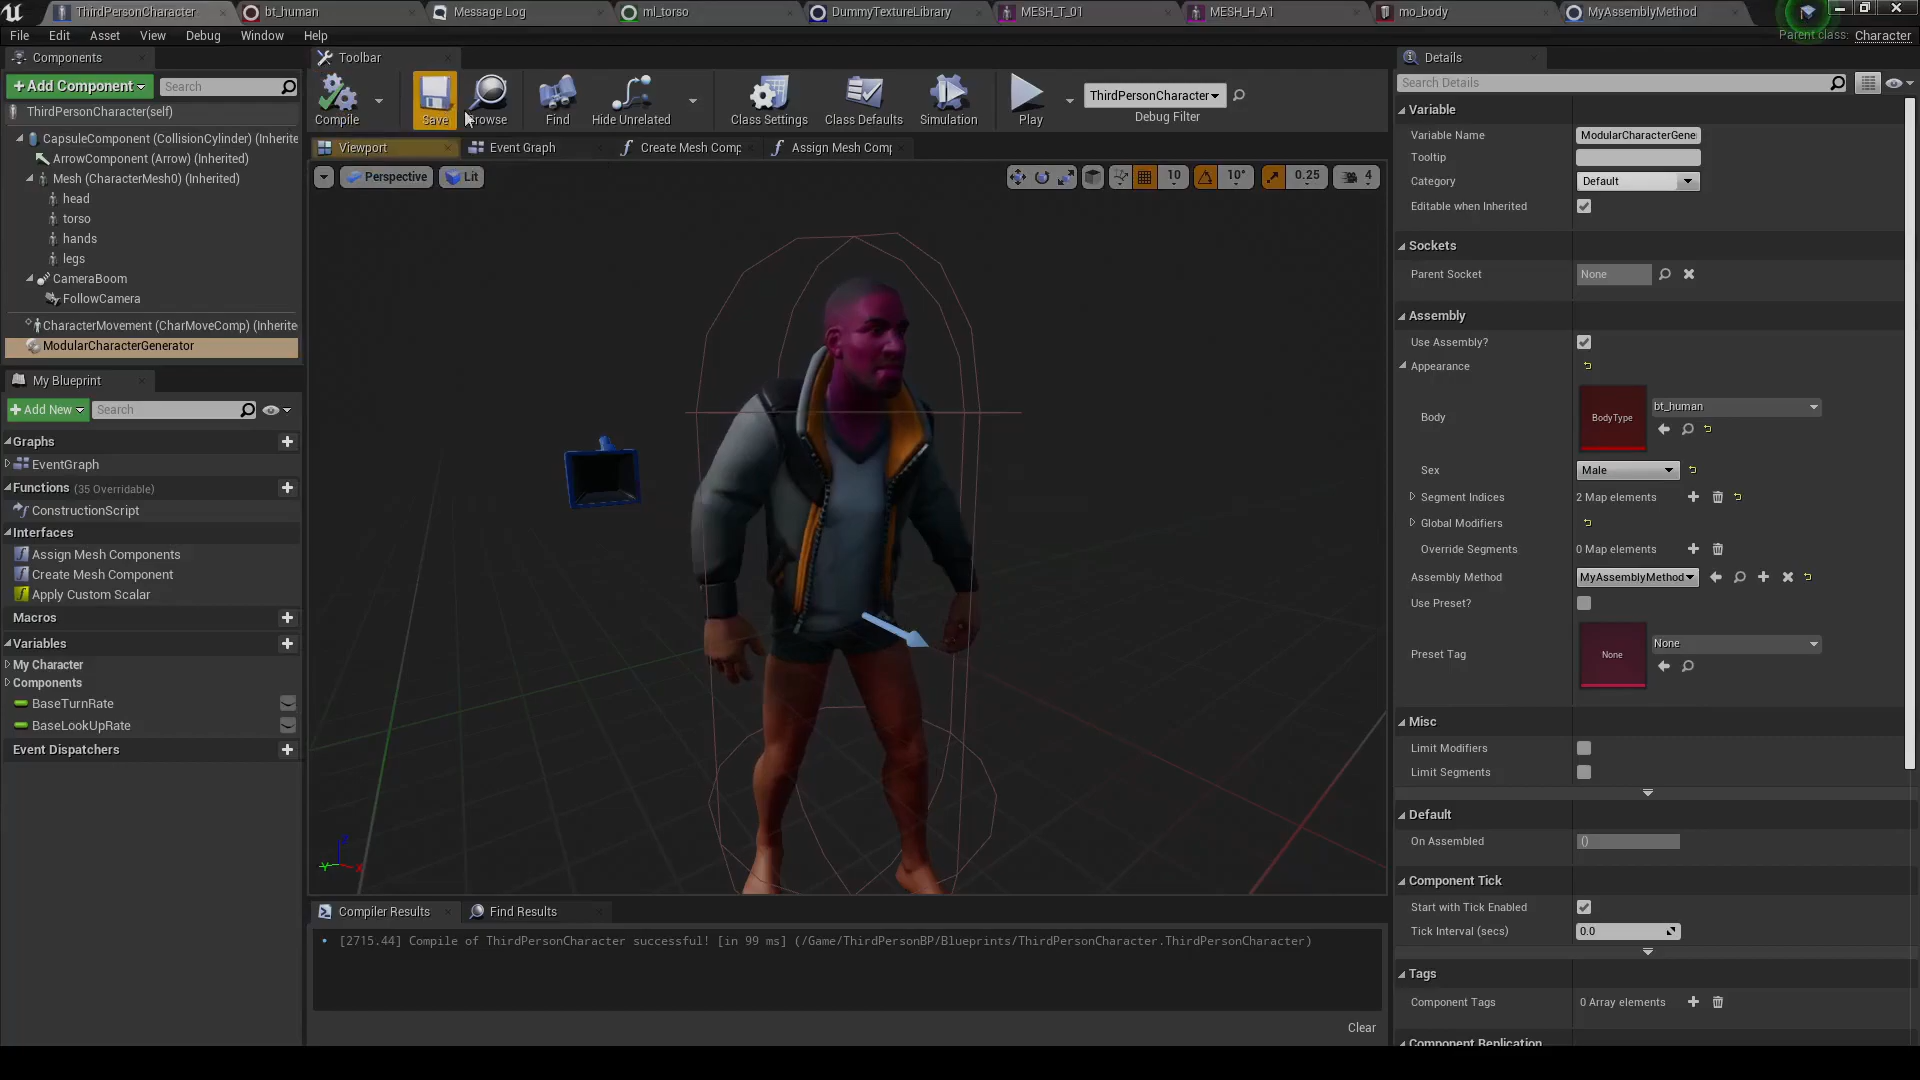 ThirdPersonCharacter
bt_human
Message Log
ml_torso
DummyTextureLibrary
MESH_T_01
MESH_H_A1
mo_body
MyAssemblyMethod
File Edit Asset View Debug Window Help
Parent class: Character
Components
Toolbar
Details
+ Add Component
Search
Compile
Save
Browse
Find
Hide Unrelated
Class Settings
Class Defaults
Simulation
Play
ThirdPersonCharacter
Debug Filter
Search Details
ThirdPersonCharacter(self)
CapsuleComponent (CollisionCylinder) (Inherite
ArrowComponent (Arrow) (Inherited)
Mesh (CharacterMesh0) (Inherited)
head
torso
hands
legs
CameraBoom
FollowCamera
CharacterMovement (CharMoveComp) (Inherite
ModularCharacterGenerator
Viewport
Event Graph
Create Mesh Comp
Assign Mesh Comp
Perspective
Lit
10
10°
0.25
4
My Blueprint
+ Add New
Search
Graphs
EventGraph
Functions (35 Overridable)
ConstructionScript
Interfaces
Assign Mesh Components
Create Mesh Component
Apply Custom Scalar
Macros
Variables
My Character
Components
BaseTurnRate
BaseLookUpRate
Event Dispatchers
Compiler Results
Find Results
[2715.44] Compile of ThirdPersonCharacter successful! [in 99 ms] (/Game/ThirdPersonBP/Blueprints/ThirdPersonCharacter.ThirdPersonCharacter)
Clear
Variable
Variable Name ModularCharacterGene
Tooltip
Category Default
Editable when Inherited
Sockets
Parent Socket None
Assembly
Use Assembly?
Appearance
Body BodyType bt_human
Sex Male
Segment Indices 2 Map elements
Global Modifiers
Override Segments 0 Map elements
Assembly Method MyAssemblyMethod
Use Preset?
Preset Tag None None
Misc
Limit Modifiers
Limit Segments
Default
On Assembled ()
Component Tick
Start with Tick Enabled
Tick Interval (secs) 0.0
Tags
Component Tags 0 Array elements
Component Replication